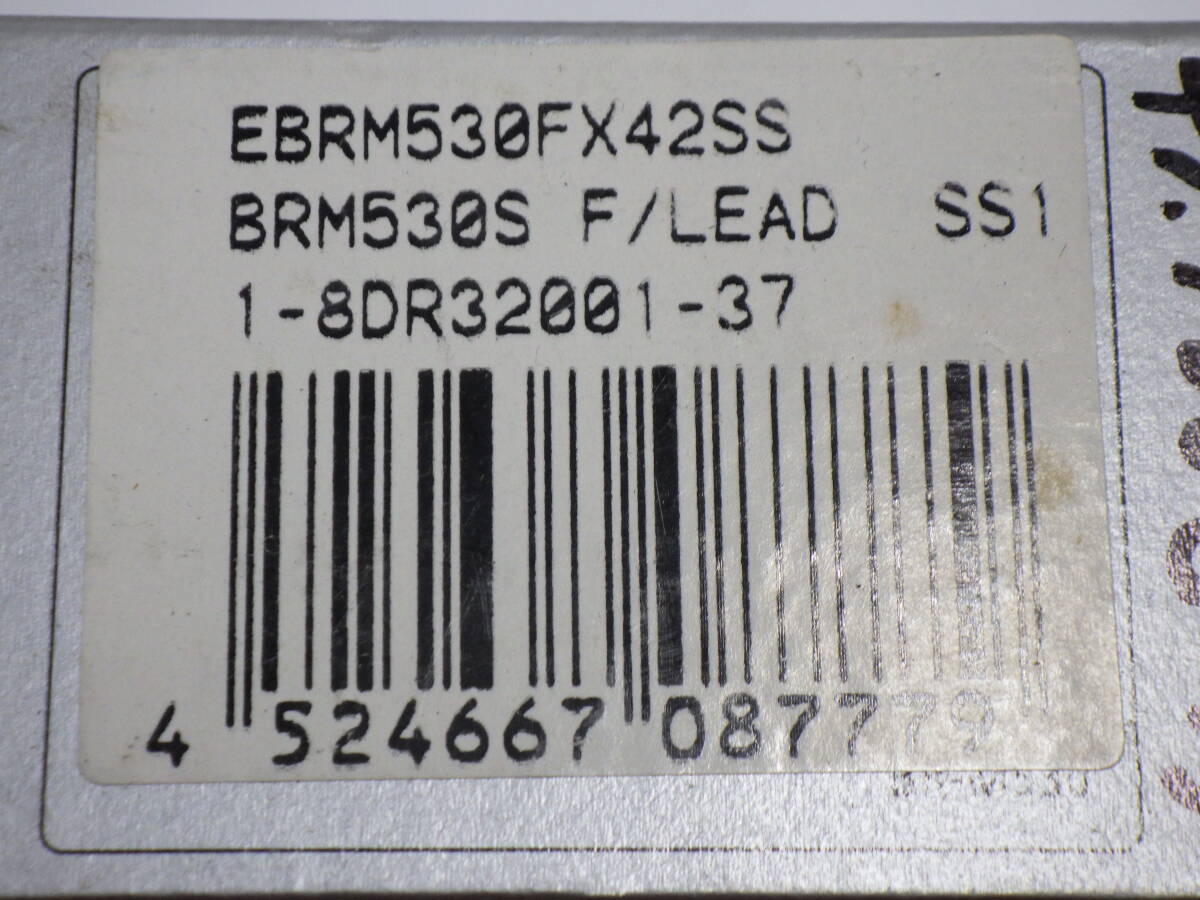 EBRM530FX42SS
BRM530S F/LEAD SS1
1-8DR32001-37
4 524667 087779